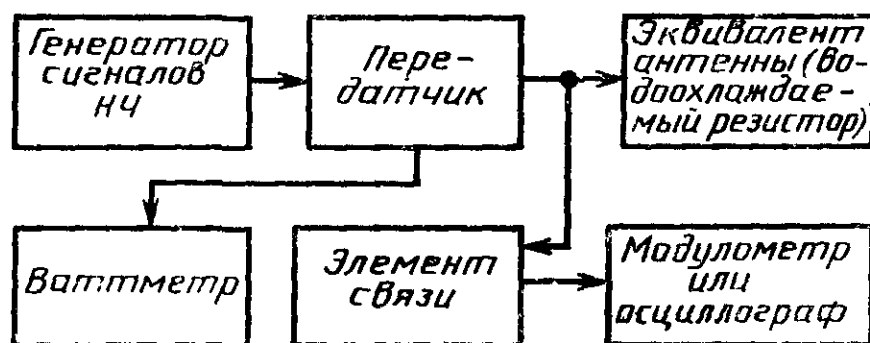 Генератор
сигналов
НЧ
Пере-
датчик
Эквивалент
антенны (во-
доохлаждае-
мый резистор)
Ваттметр
Элемент
связи
Модулометр
или
осциллограф